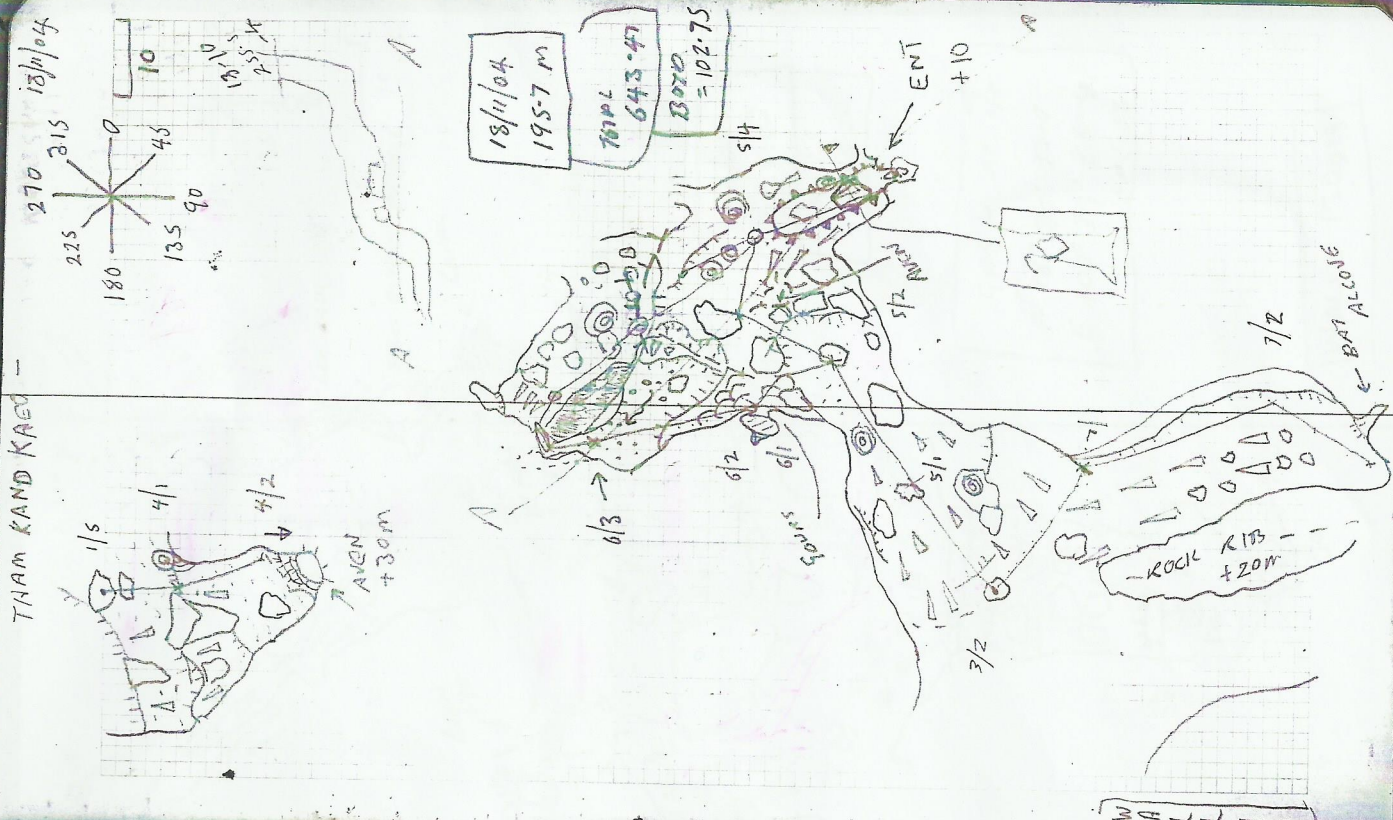 THAM KAND KAEO -
18/11/04
0
45
90
135
180
225
270
315
10
18/11/04
195.7 m
643.47
= 102.75
ENT
+10
5/4
AVEN
5/2
20
7/2
← BAT
ALCOVE
7/1
5/1
3/2
- ROCK RIB -
+20m
6/1
6/2
6/3
GOURS
1/5
4/1
4/2
AVEN
+30m
A
A
A